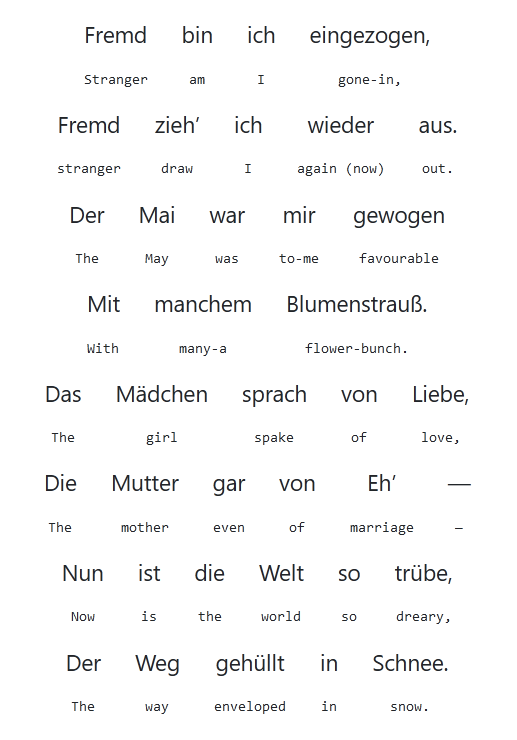 Fremd bin ich eingezogen,
Stranger am I gone-in,
Fremd zieh’ ich wieder aus.
stranger draw I again (now) out.
Der Mai war mir gewogen
The May was to-me favourable
Mit manchem Blumenstrauß.
With many-a flower-bunch.
Das Mädchen sprach von Liebe,
The girl spake of love,
Die Mutter gar von Eh’ —
The mother even of marriage —
Nun ist die Welt so trübe,
Now is the world so dreary,
Der Weg gehüllt in Schnee.
The way enveloped in snow.